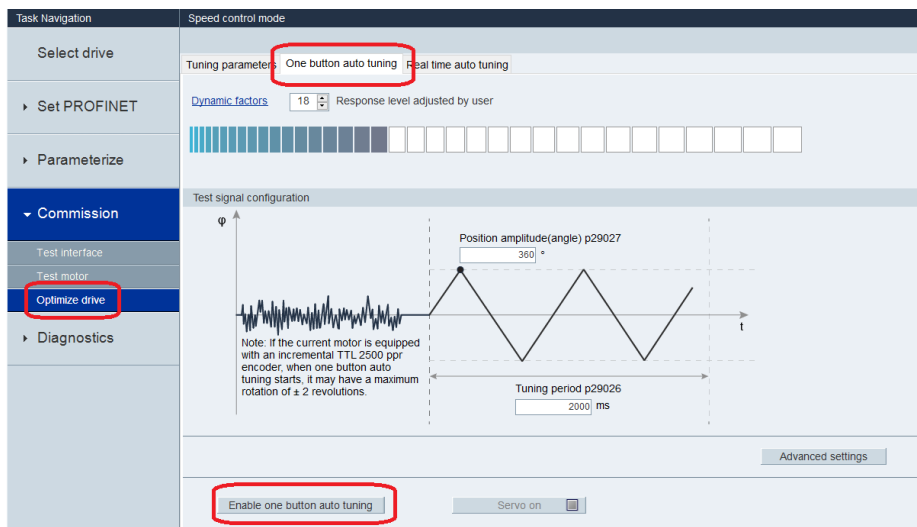 Task Navigation
Speed control mode
Select drive
Set PROFINET
Parameterize
Commission
Test interface
Test motor
Optimize drive
Diagnostics
Tuning parameters
One button auto tuning
Real time auto tuning
Dynamic factors
18
Response level adjusted by user
Test signal configuration
φ
Position amplitude(angle) p29027
360 °
t
Note: If the current motor is equipped
with an incremental TTL 2500 ppr
encoder, when one button auto
tuning starts, it may have a maximum
rotation of ± 2 revolutions.
Tuning period p29026
2000 ms
Advanced settings
Enable one button auto tuning
Servo on